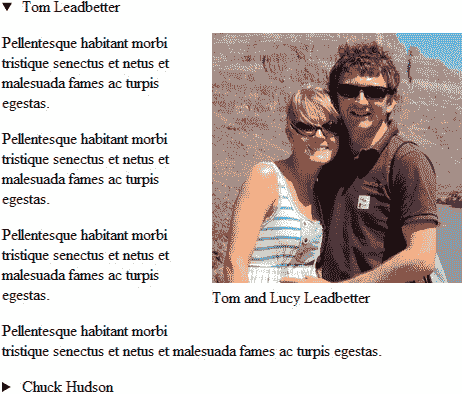 Tom Leadbetter
Pellentesque habitant morbi
tristique senectus et netus et
malesuada fames ac turpis
egestas.
Pellentesque habitant morbi
tristique senectus et netus et
malesuada fames ac turpis
egestas.
Pellentesque habitant morbi
tristique senectus et netus et
malesuada fames ac turpis
egestas.
Tom and Lucy Leadbetter
Pellentesque habitant morbi
tristique senectus et netus et malesuada fames ac turpis egestas.
Chuck Hudson